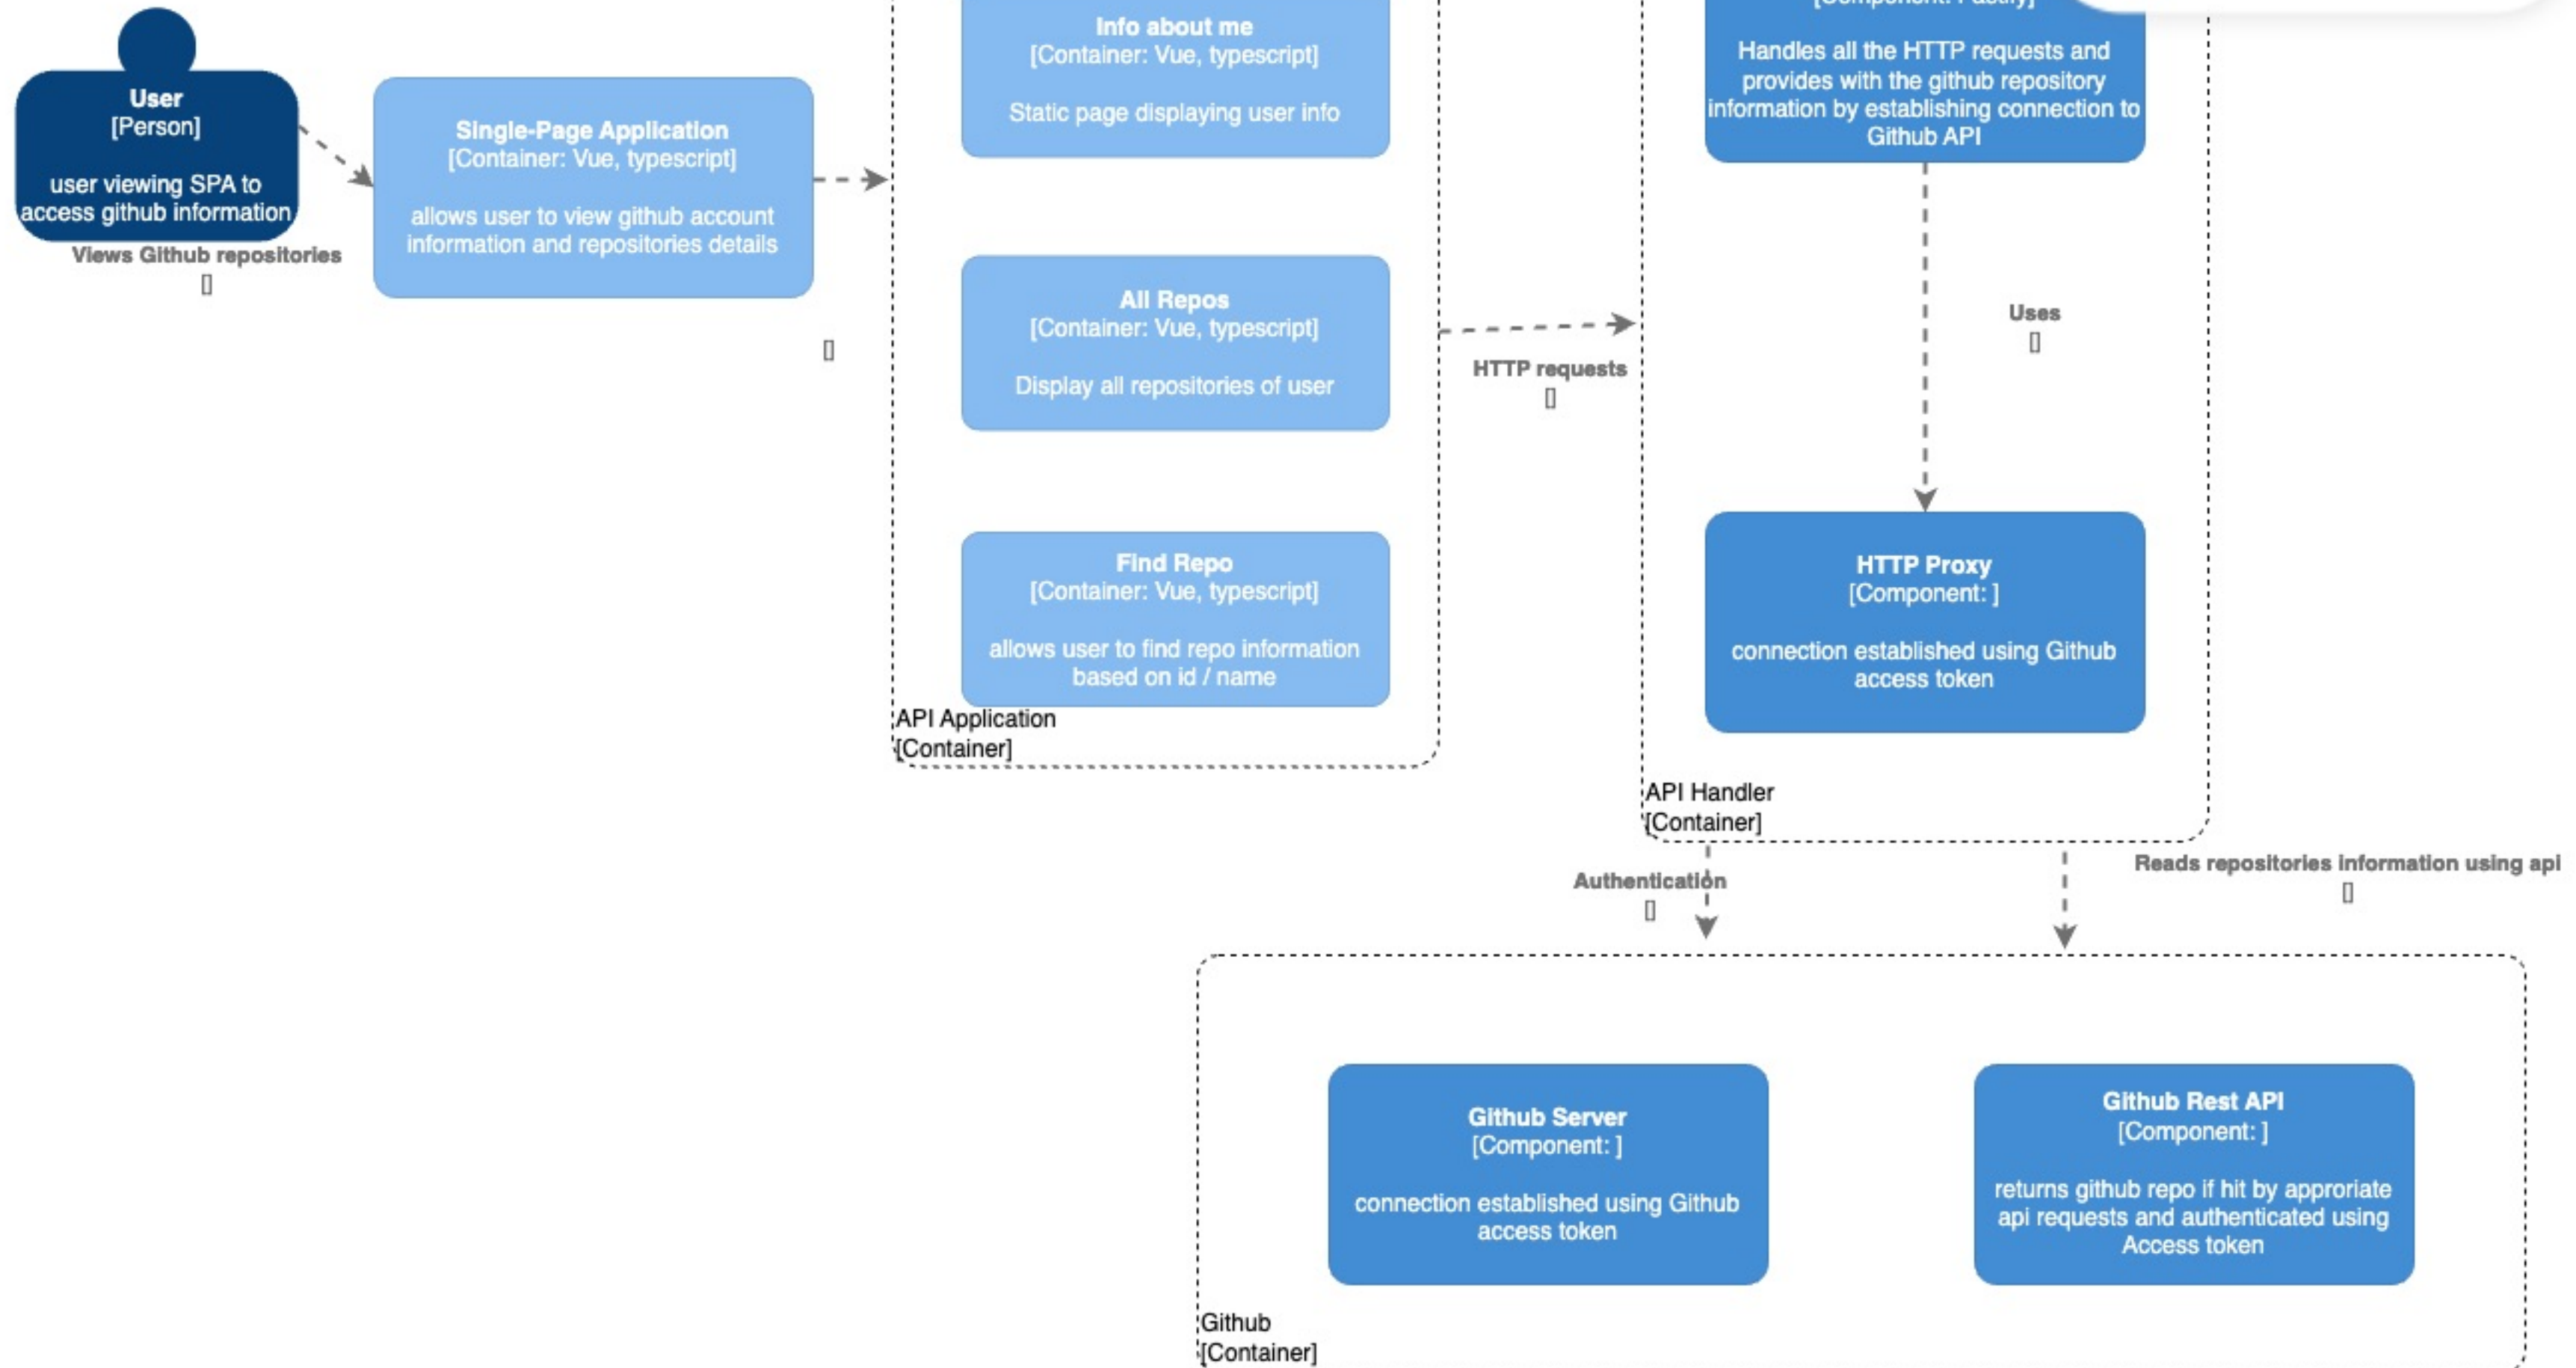 User
[Person]
user viewing SPA to
access github information
Views Github repositories
[]
Single-Page Application
[Container: Vue, typescript]
allows user to view github account
information and repositories details
[]
Info about me
[Container: Vue, typescript]
Static page displaying user info
All Repos
[Container: Vue, typescript]
Display all repositories of user
Find Repo
[Container: Vue, typescript]
allows user to find repo information
based on id / name
API Application
[Container]
HTTP requests
[]
[Component: Fastify]
Handles all the HTTP requests and
provides with the github repository
information by establishing connection to
Github API
Uses
[]
HTTP Proxy
[Component: ]
connection established using Github
access token
API Handler
[Container]
Authentication
[]
Reads repositories information using api
[]
Github Server
[Component: ]
connection established using Github
access token
Github Rest API
[Component: ]
returns github repo if hit by approriate
api requests and authenticated using
Access token
Github
[Container]